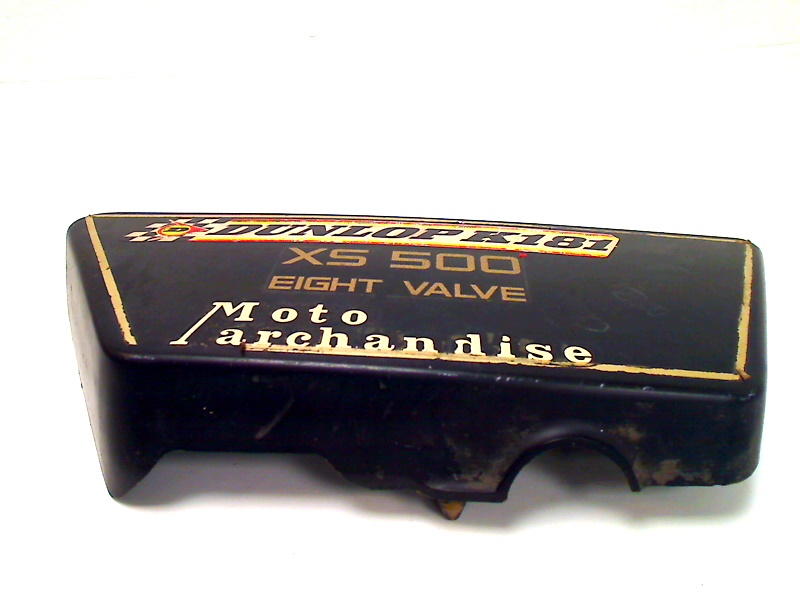 DUNLOP K181
XS 500
EIGHT VALVE
Moto
archandise